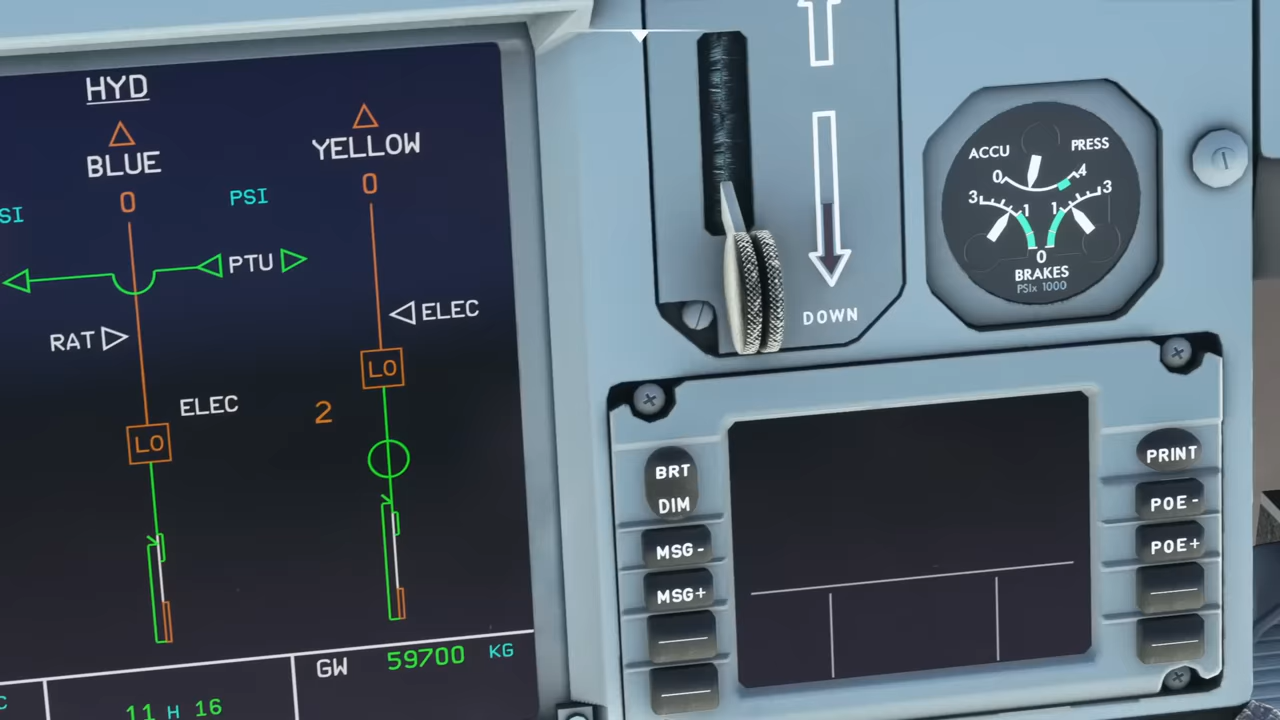 HYD
BLUE
YELLOW
0
0
SI
PSI
PTU
RAT
ELEC
ELEC
LO
2
LO
GW 59700 KG
C
11 H 16
DOWN
ACCU PRESS
0 4
3 1 1 3
0
BRAKES
PSIx 1000
BRT
DIM
MSG-
MSG+
PRINT
POE-
POE+